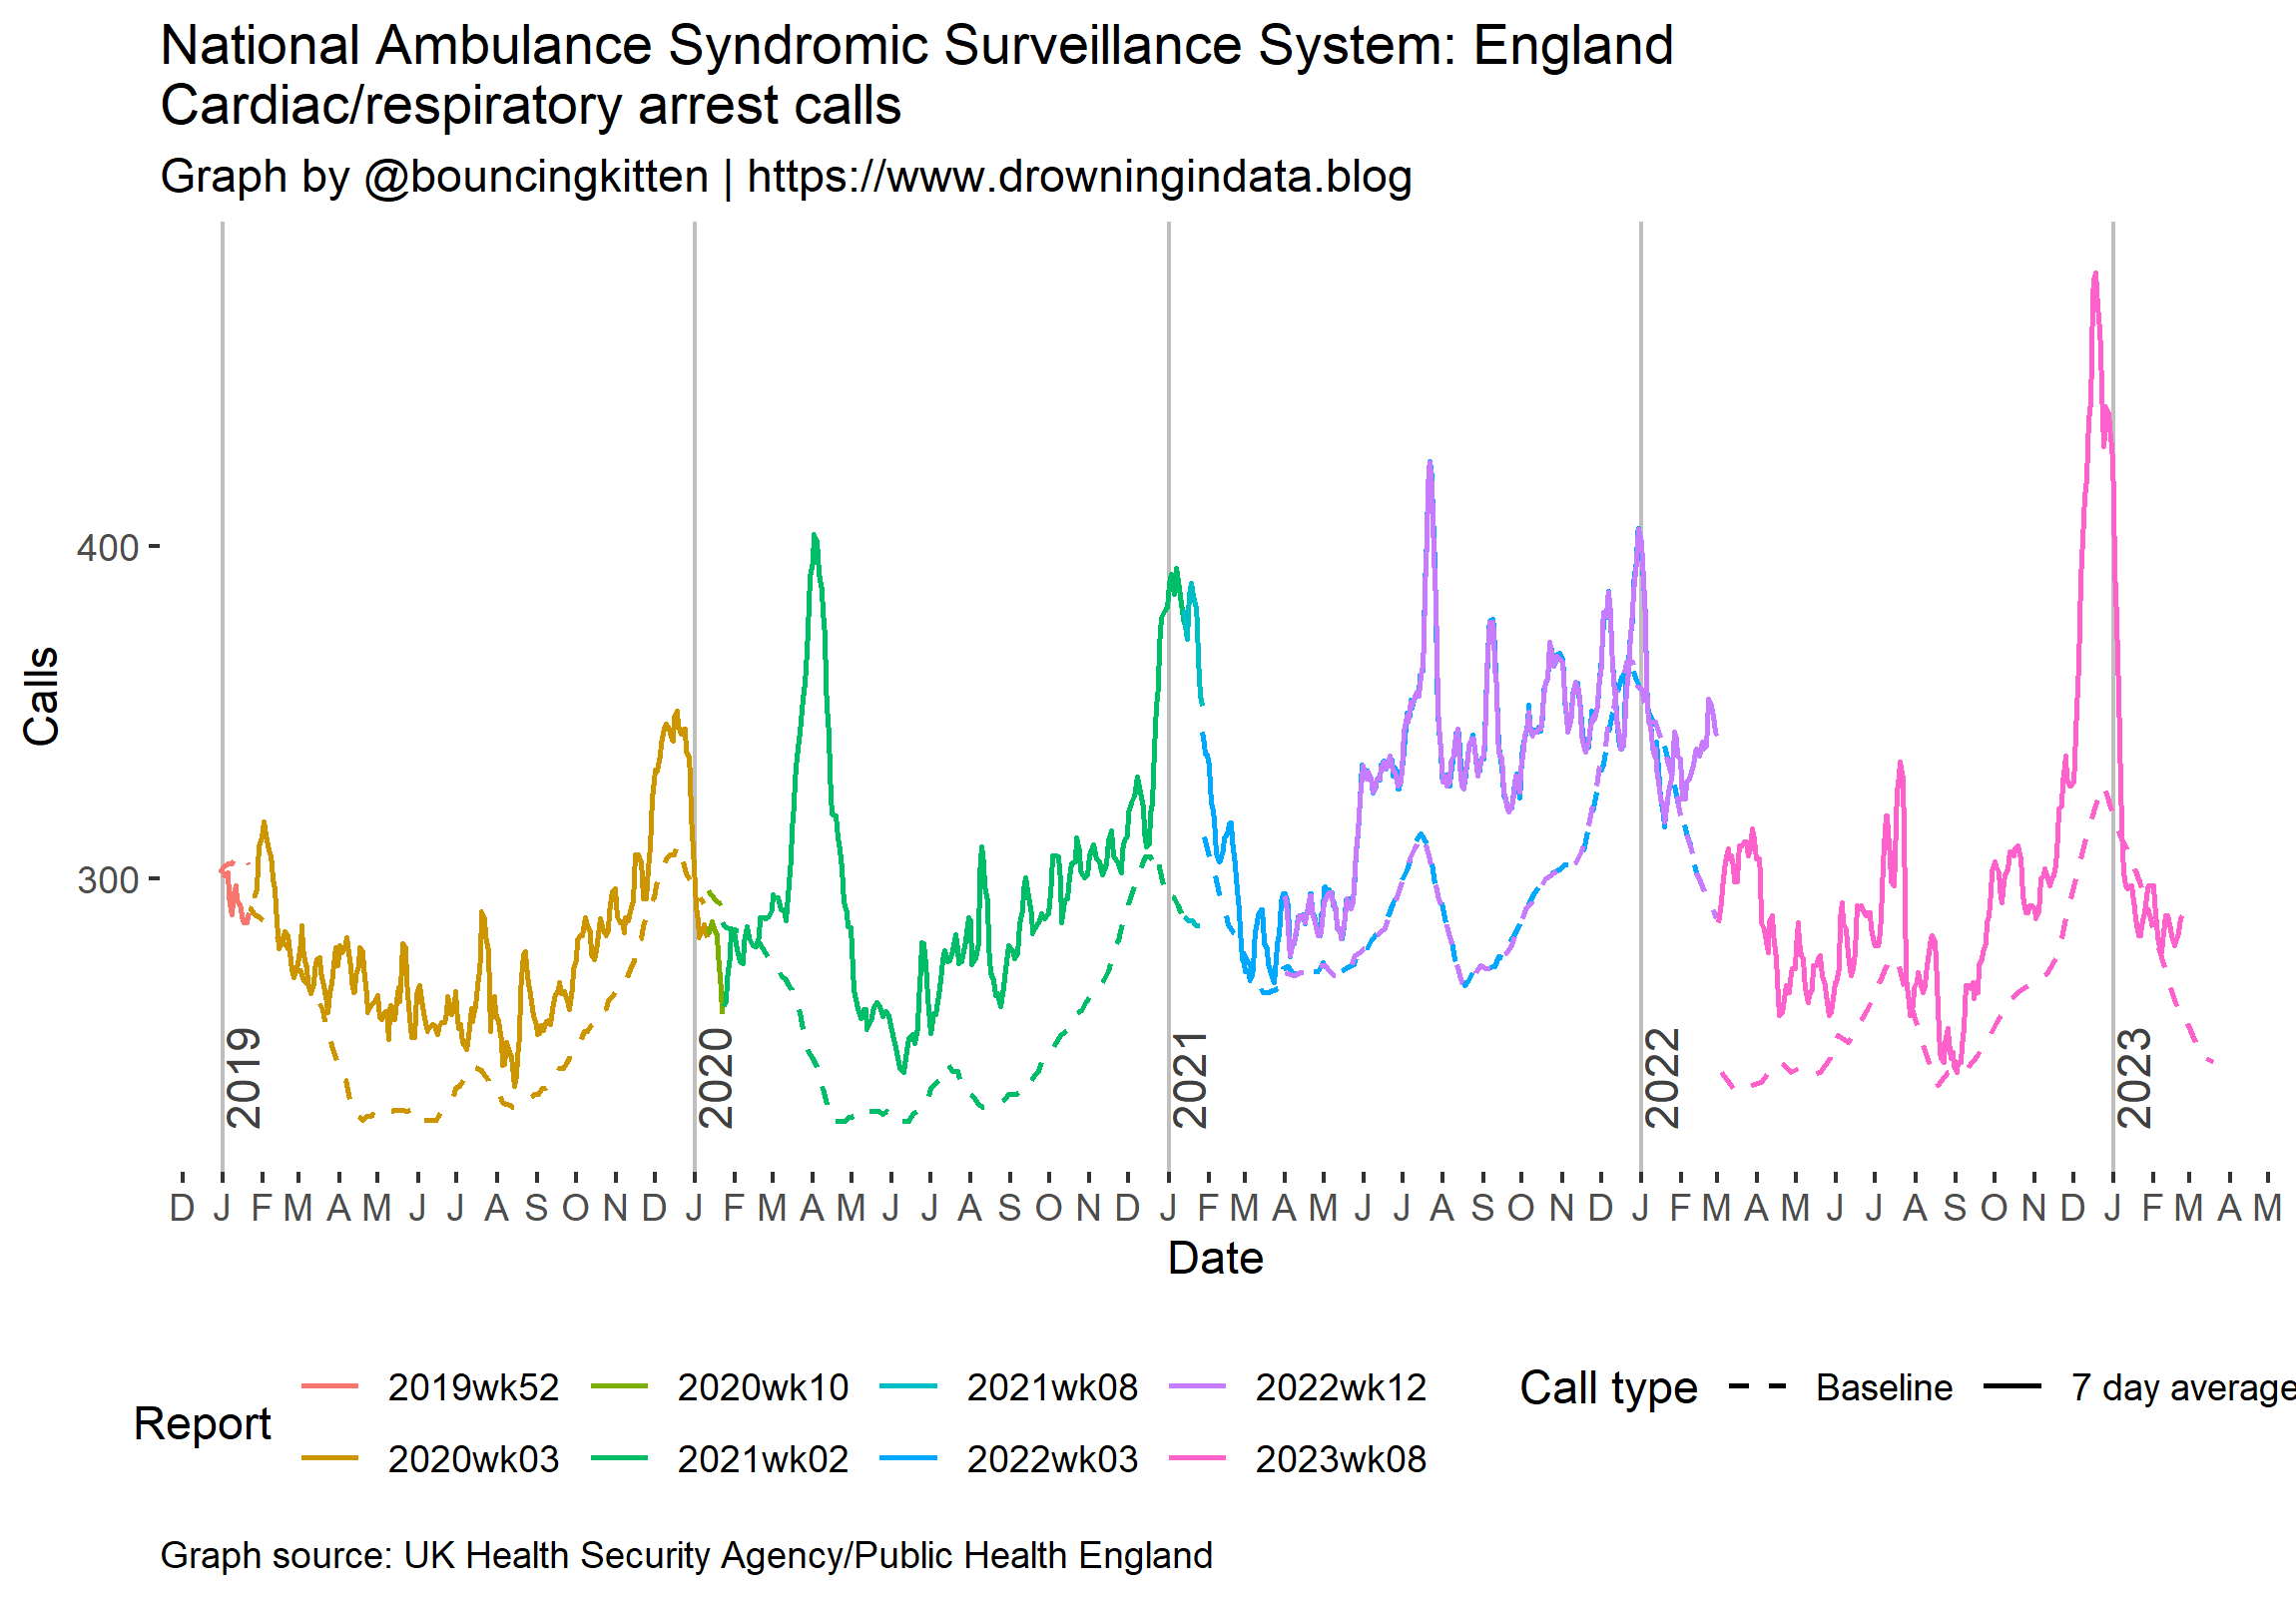 National Ambulance Syndromic Surveillance System: England
Cardiac/respiratory arrest calls
Graph by @bouncingkitten | https://www.drowningindata.blog
Calls
400
300
2019
2020
2021
2022
2023
D J F M A M J J A S O N D J F M A M J J A S O N D J F M A M J J A S O N D J F M A M J J A S O N D J F M A M
Date
Report
2019wk52 2020wk10 2021wk08 2022wk12
2020wk03 2021wk02 2022wk03 2023wk08
Call type Baseline 7 day average
Graph source: UK Health Security Agency/Public Health England